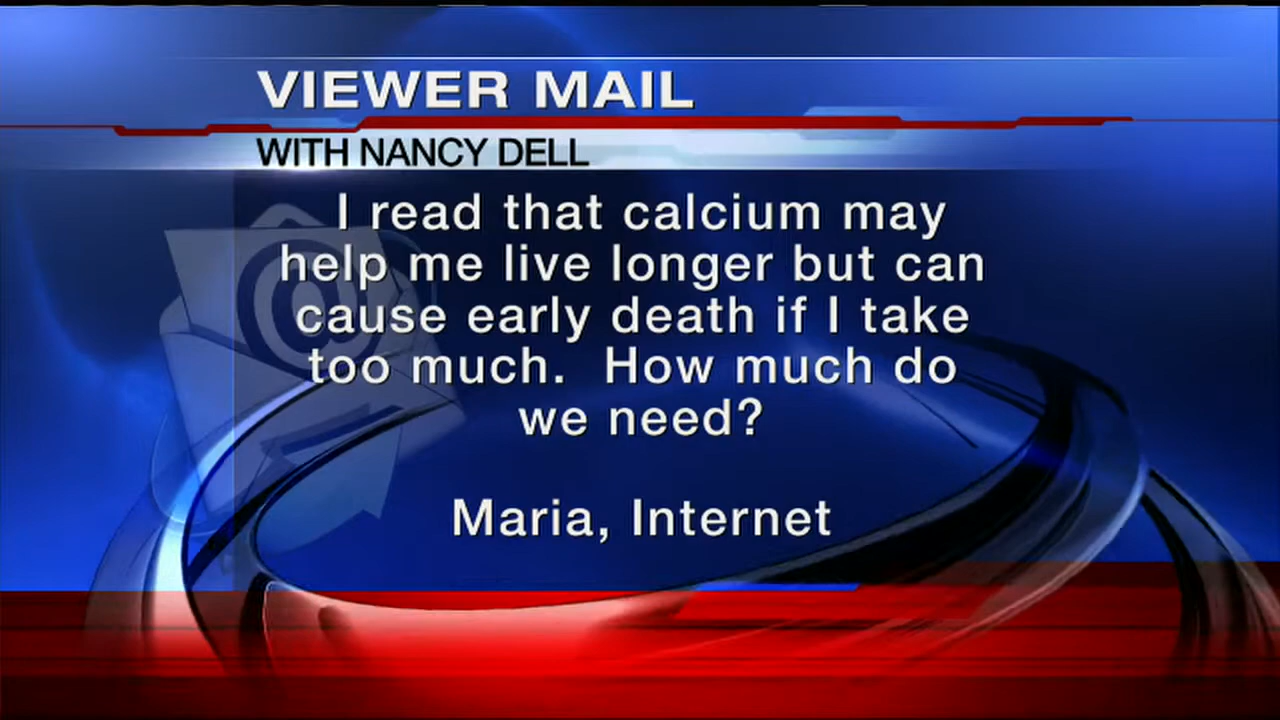 VIEWER MAIL
WITH NANCY DELL
I read that calcium may
help me live longer but can
cause early death if I take
too much.  How much do
we need?
Maria, Internet